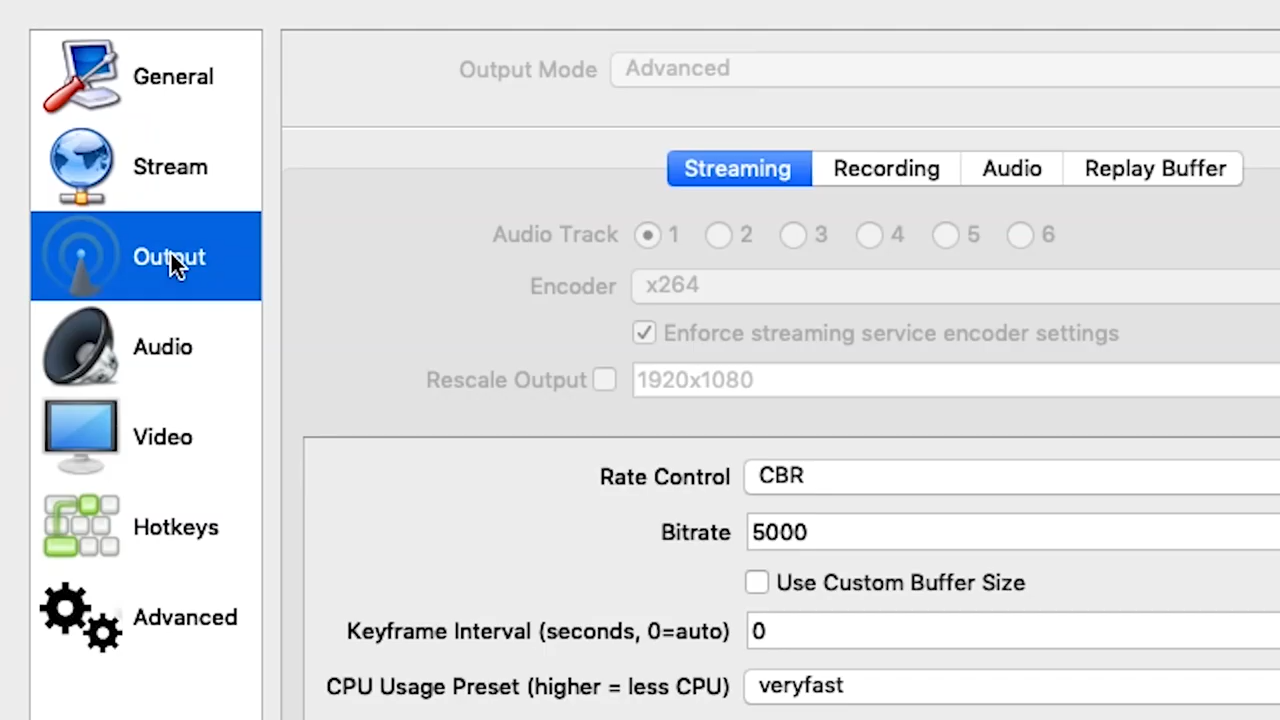 General
Stream
Output
Audio
Video
Hotkeys
Advanced
Output Mode Advanced
Streaming Recording Audio Replay Buffer
Audio Track 1 2 3 4 5 6
Encoder x264
Enforce streaming service encoder settings
Rescale Output 1920x1080
Rate Control CBR
Bitrate 5000
Use Custom Buffer Size
Keyframe Interval (seconds, 0=auto) 0
CPU Usage Preset (higher = less CPU) veryfast